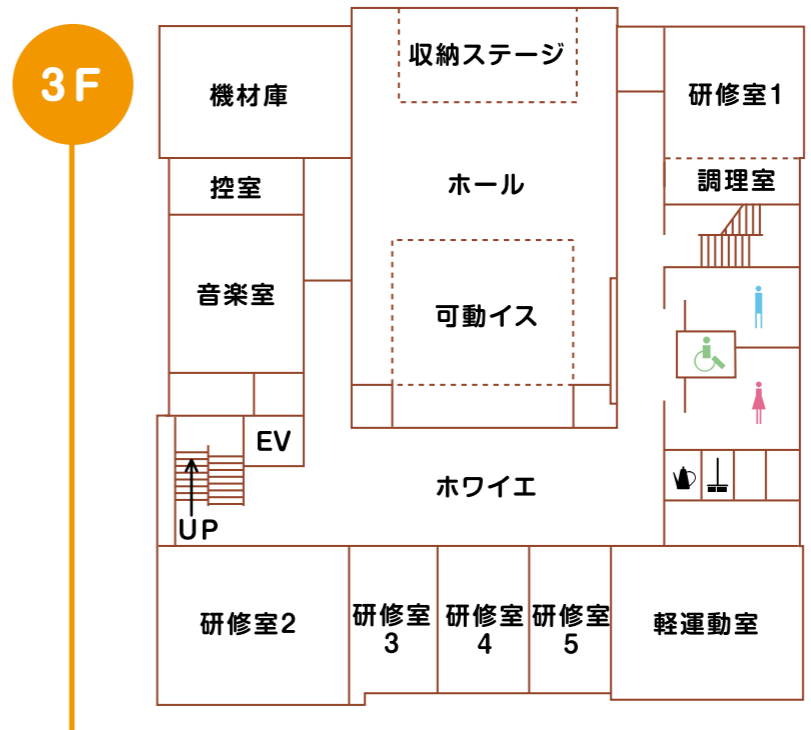 3F
収納ステージ
機材庫
研修室1
控室
ホール
調理室
音楽室
可動イス
EV
ホワイエ
UP
研修室2
研修室
3
研修室
4
研修室
5
軽運動室